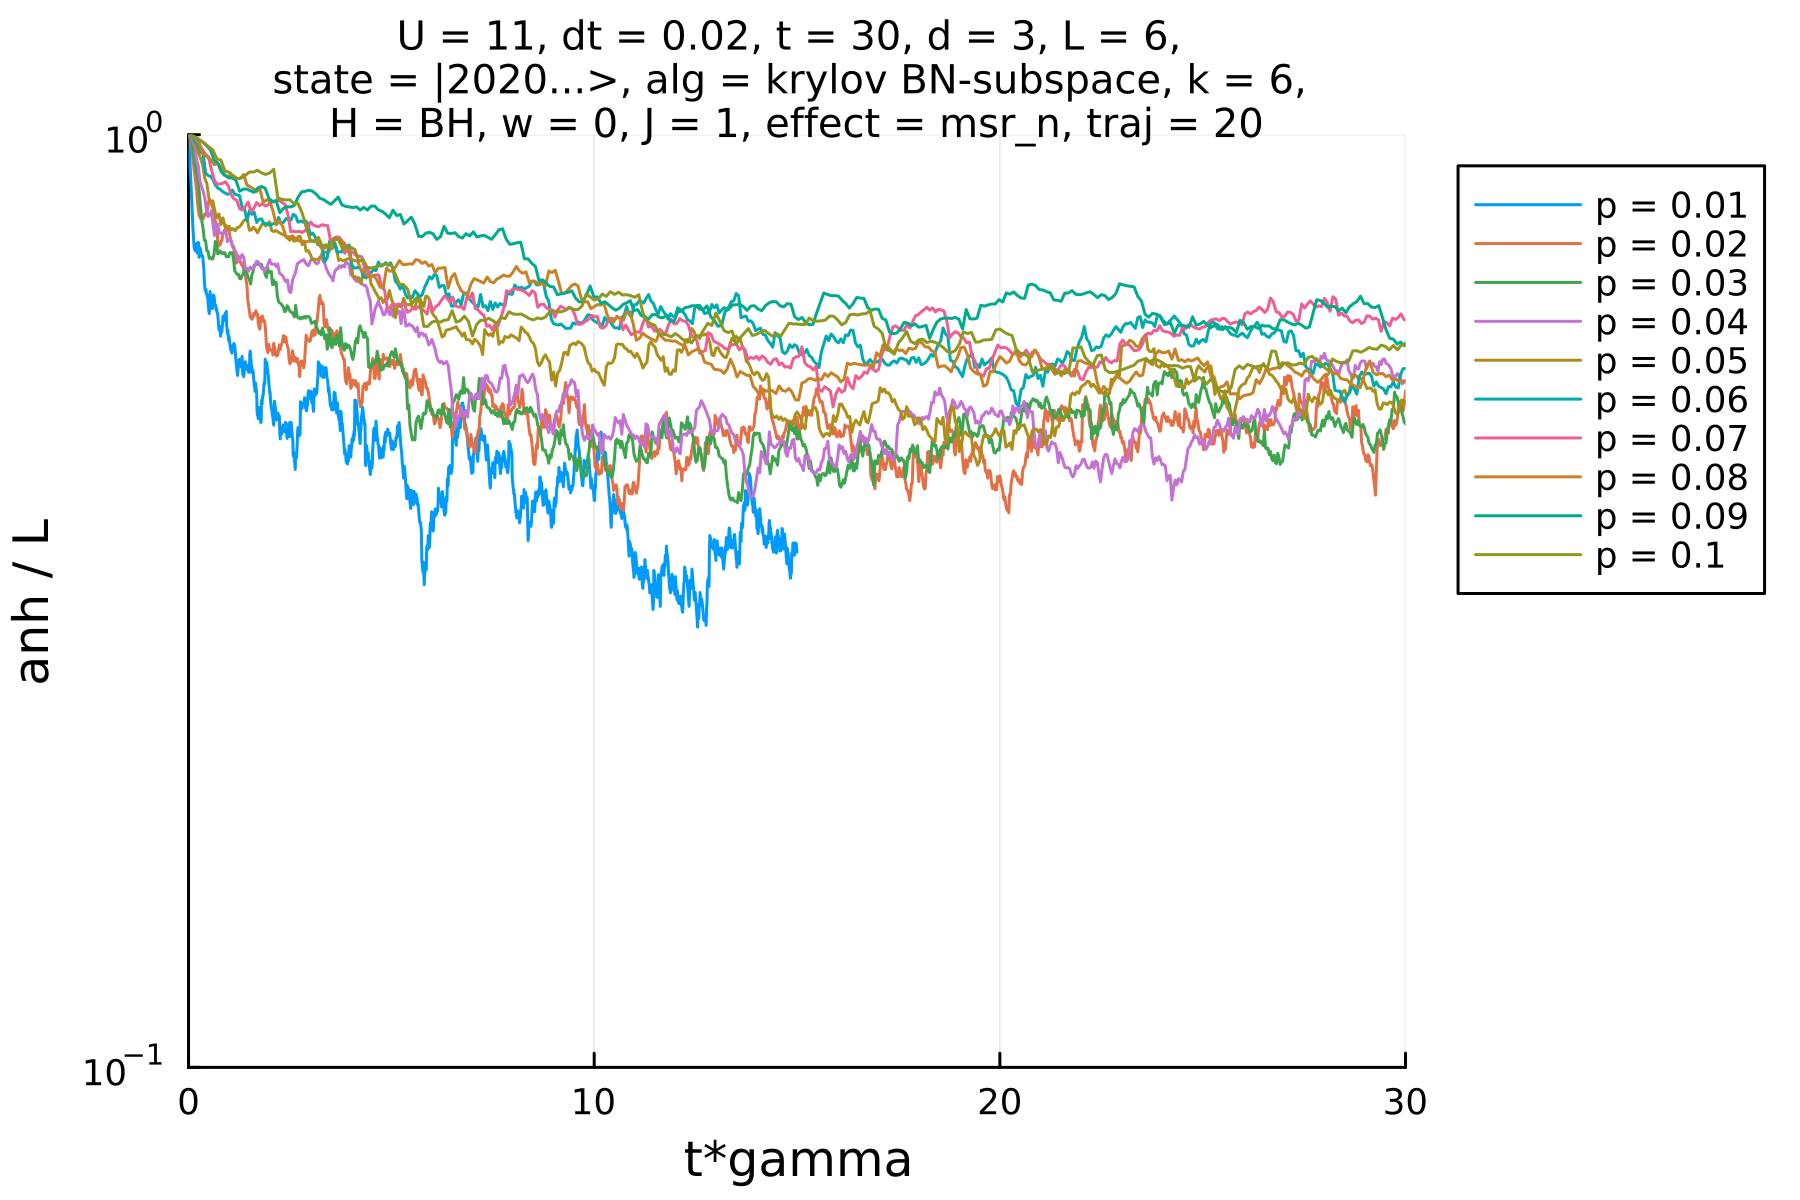 U = 11, dt = 0.02, t = 30, d = 3, L = 6,
state = |2020...>, alg = krylov BN-subspace, k = 6,
H = BH, w = 0, J = 1, effect = msr_n, traj = 20
10⁰
10⁻¹
anh / L
0 10 20 30
t*gamma
p = 0.01
p = 0.02
p = 0.03
p = 0.04
p = 0.05
p = 0.06
p = 0.07
p = 0.08
p = 0.09
p = 0.1